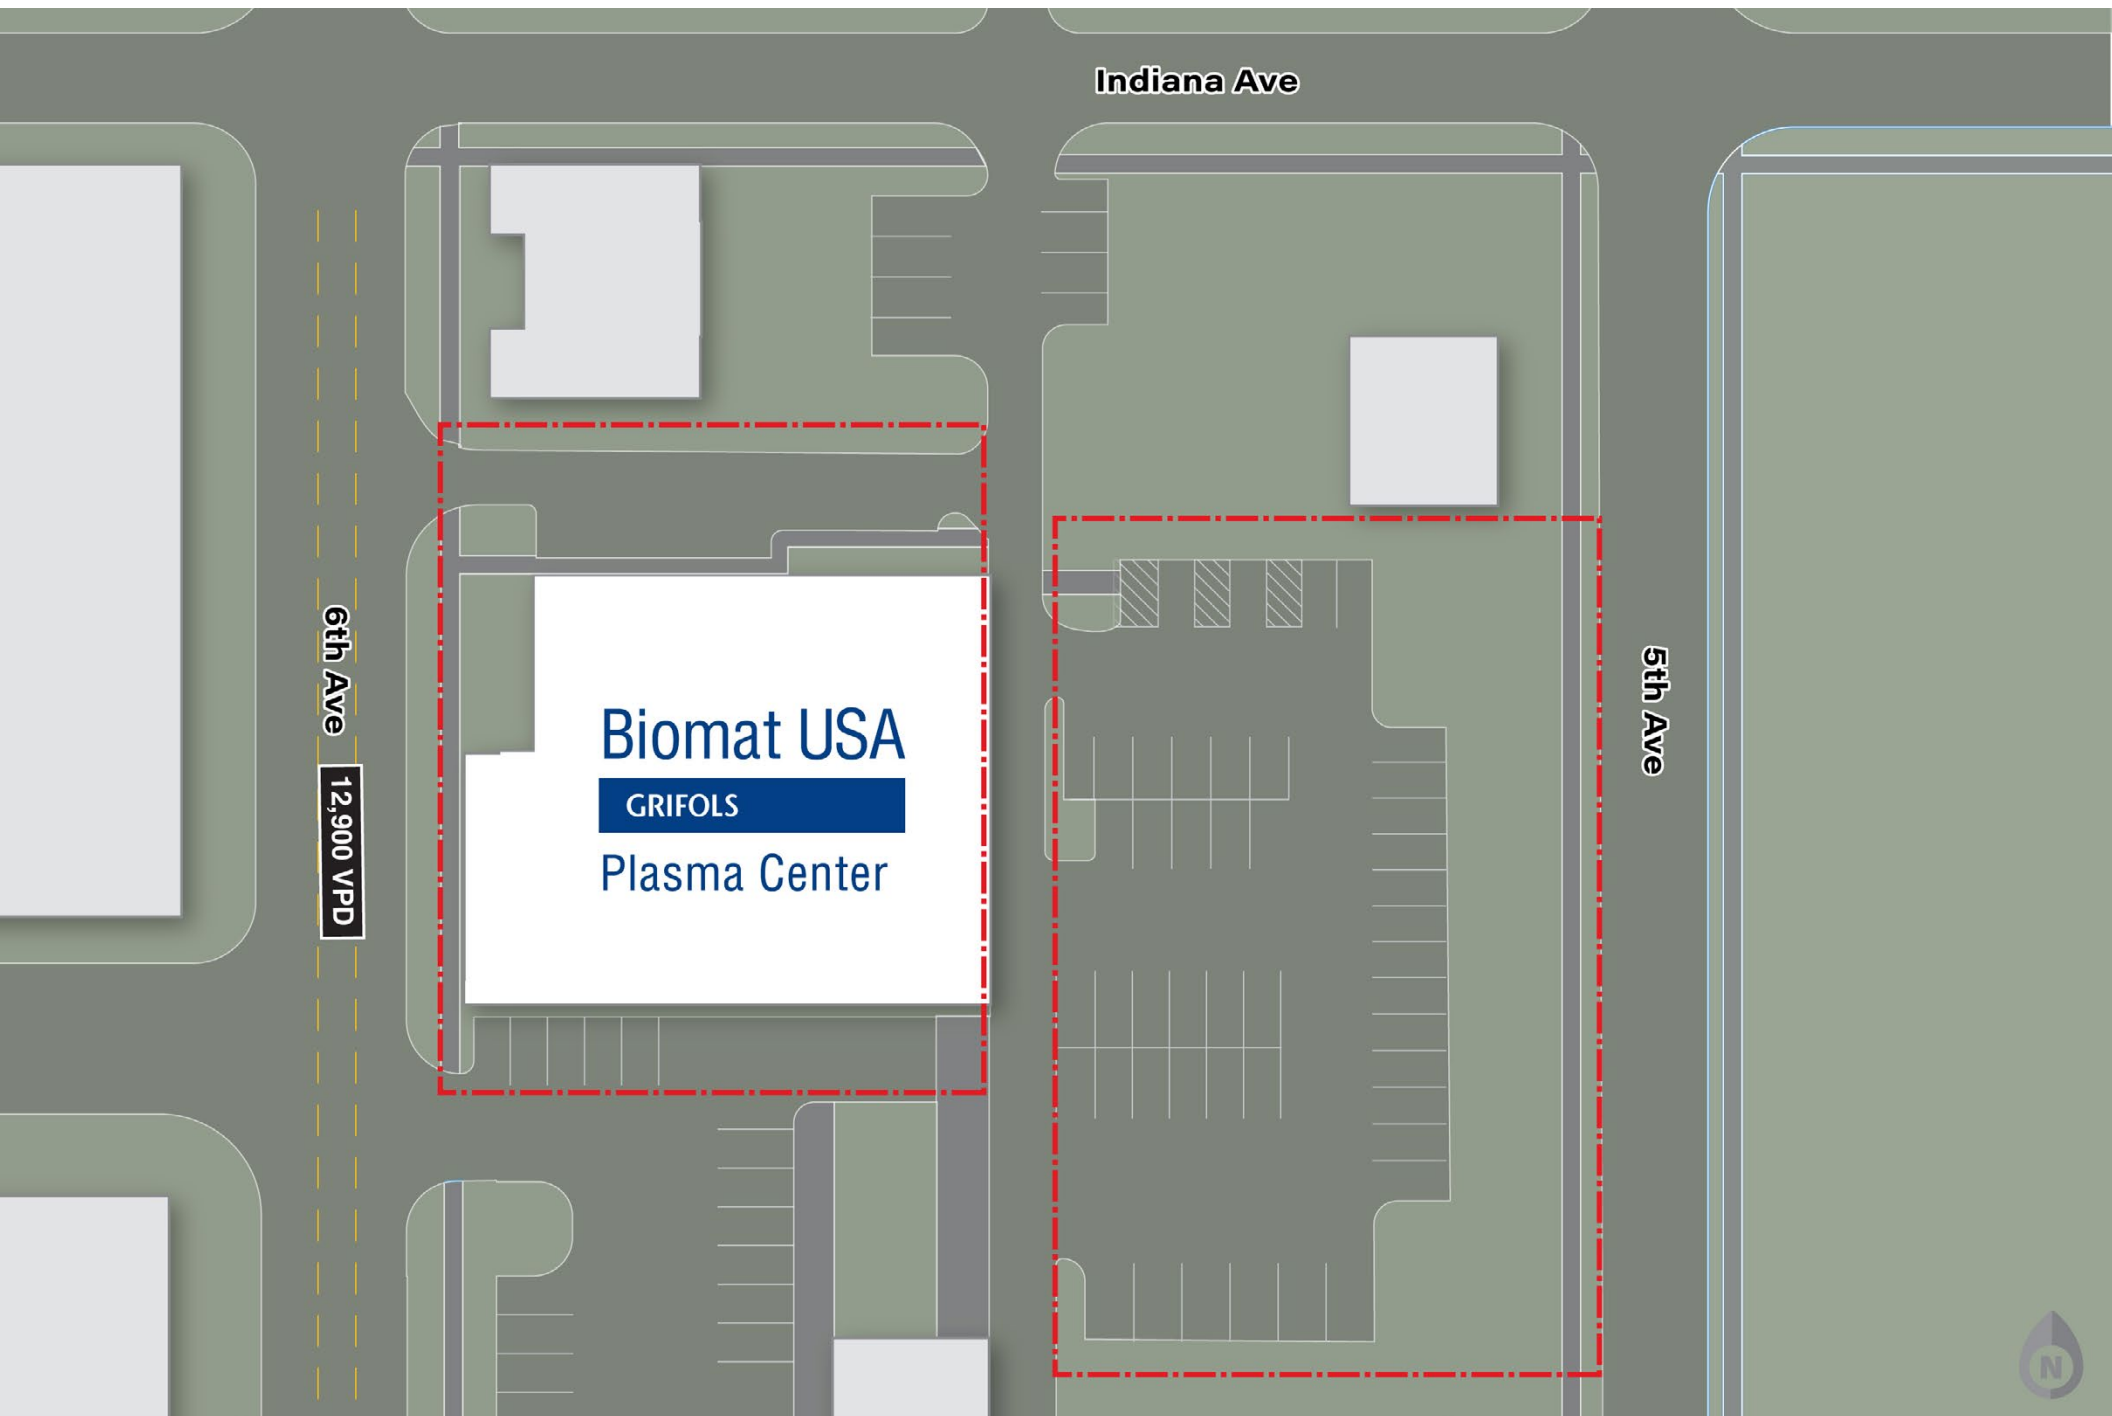 Indiana Ave
6th Ave
12,900 VPD
Biomat USA
GRIFOLS
Plasma Center
5th Ave
N